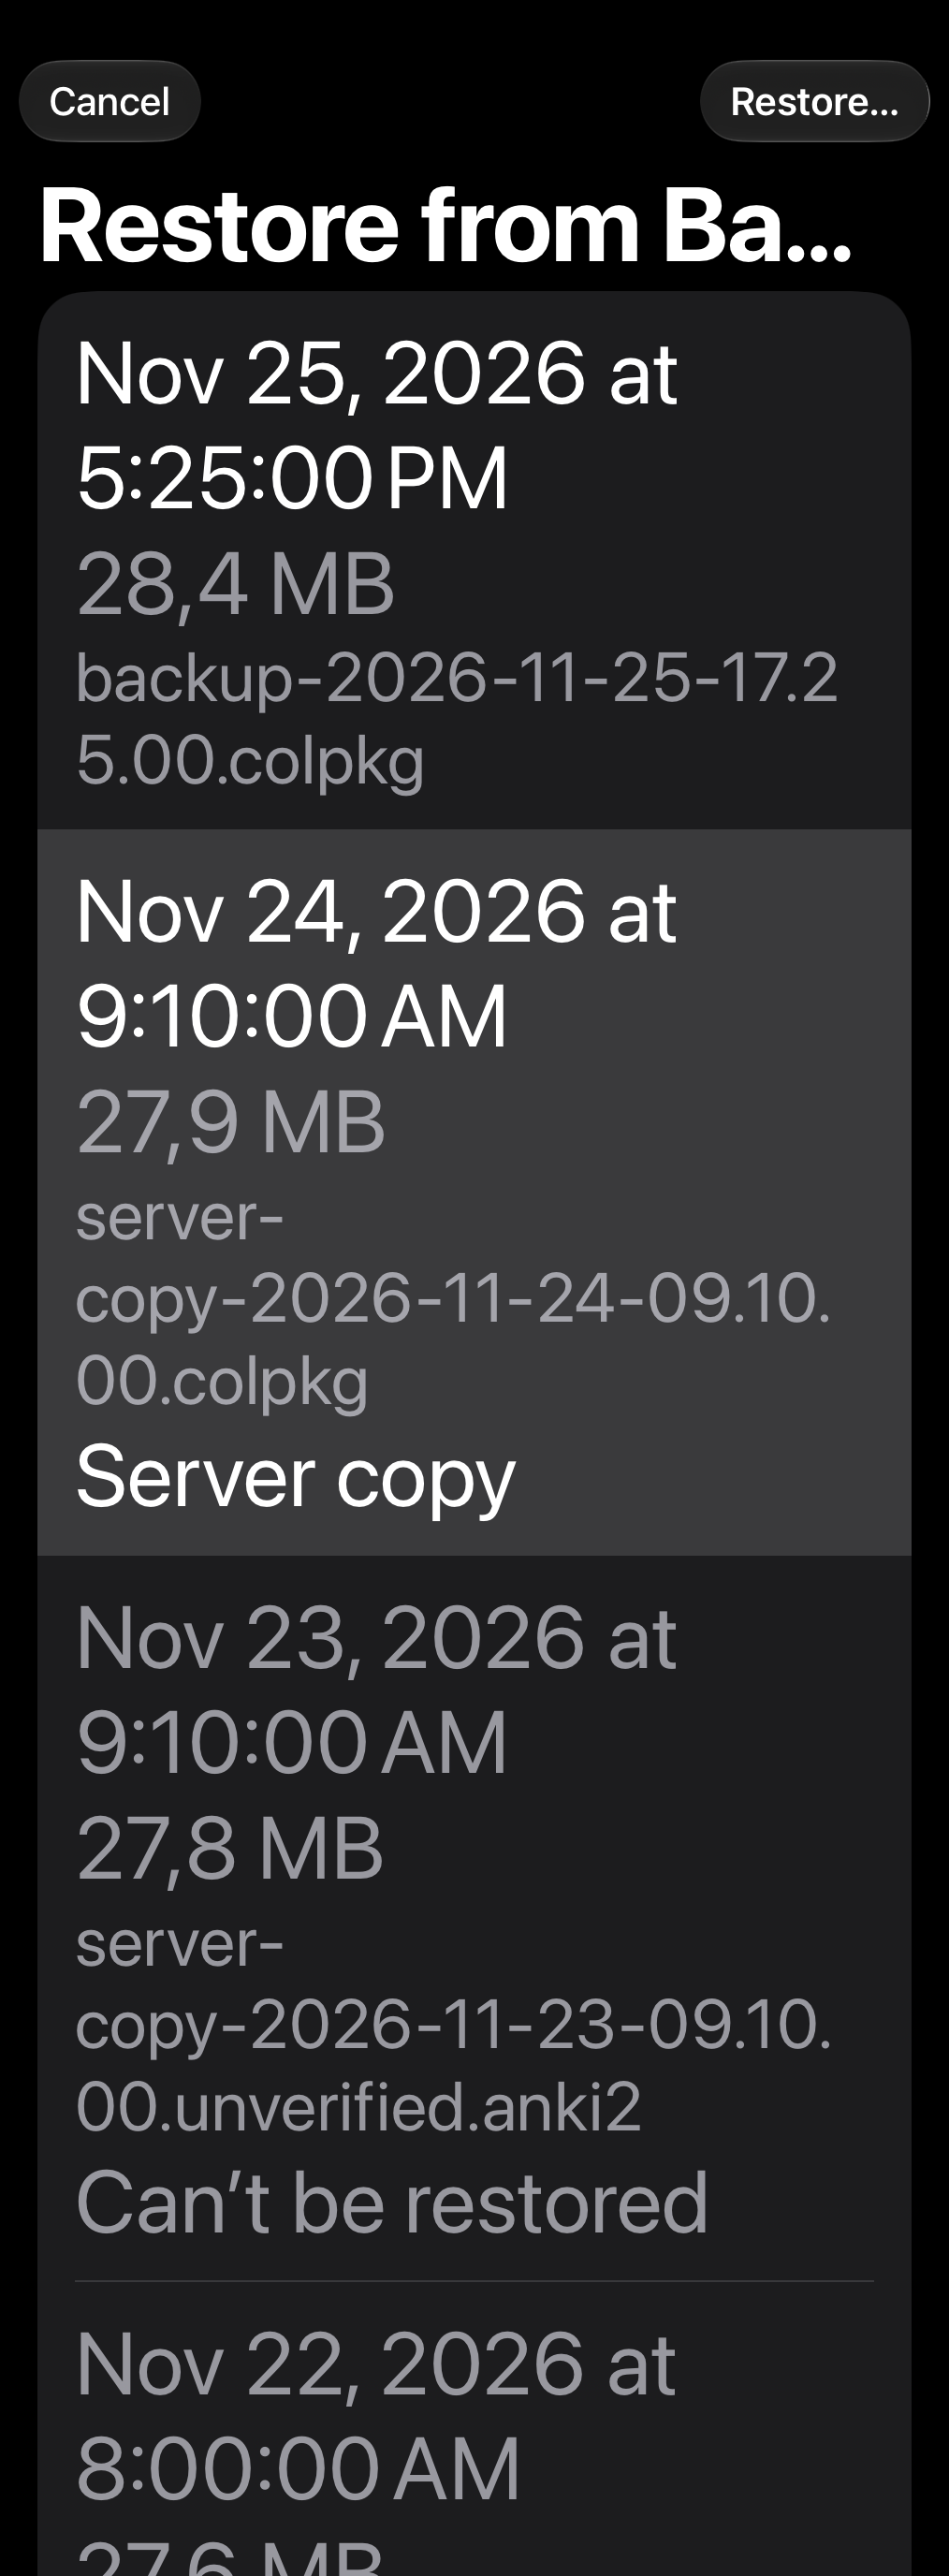 Cancel
Restore...
Restore from Ba...
Nov 25, 2026 at
5:25:00 PM
28,4 MB
backup-2026-11-25-17.2
5.00.colpkg
Nov 24, 2026 at
9:10:00 AM
27,9 MB
server-
copy-2026-11-24-09.10.
00.colpkg
Server copy
Nov 23, 2026 at
9:10:00 AM
27,8 MB
server-
copy-2026-11-23-09.10.
00.unverified.anki2
Can’t be restored
Nov 22, 2026 at
8:00:00 AM
27,6 MB